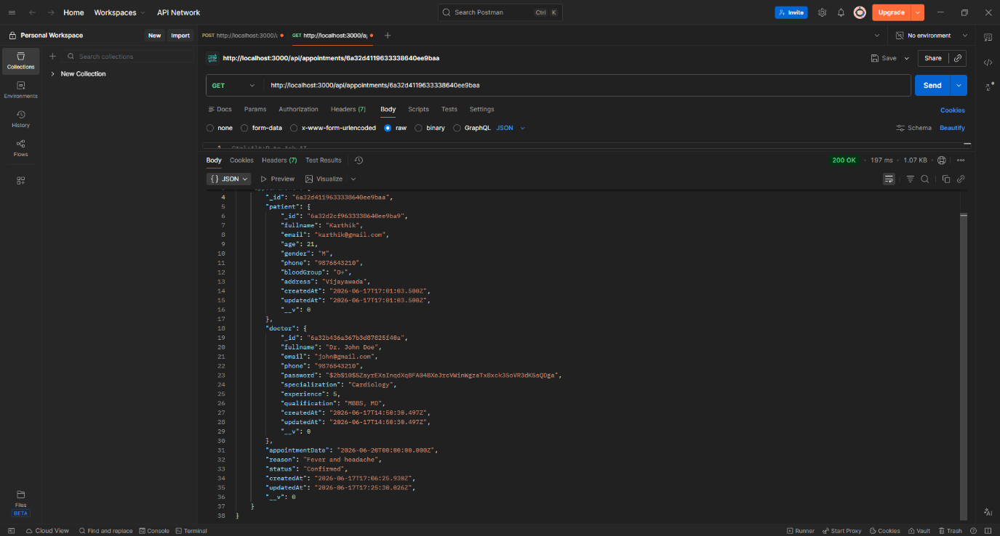 Home Workspaces API Network Search Postman Ctrl K Invite Upgrade
Personal Workspace New Import POST http://localhost:3000/ GET http://localhost:3000/a No environment
Collections
Search collections
New Collection
Environments
History
Flows
Files
BETA
http://localhost:3000/api/appointments/6a32d4119633338640ee9baa Save Share
GET http://localhost:3000/api/appointments/6a32d4119633338640ee9baa Send
Docs Params Authorization Headers (7) Body Scripts Tests Settings Cookies
none form-data x-www-form-urlencoded raw binary GraphQL JSON Schema Beautify
1
Body Cookies Headers (7) Test Results 200 OK 197 ms 1.07 KB
{ } JSON Preview Visualize
4 "_id": "6a32d4119633338640ee9baa",
5 "patient": {
6 "_id": "6a32d2cf9633338640ee9ba9",
7 "fullname": "Karthik",
8 "email": "karthik@gmail.com",
9 "age": 21,
10 "gender": "M",
11 "phone": "9876543210",
12 "bloodGroup": "O+",
13 "address": "Vijayawada",
14 "createdAt": "2026-06-17T17:01:03.500Z",
15 "updatedAt": "2026-06-17T17:01:03.500Z",
16 "__v": 0
17 },
18 "doctor": {
19 "_id": "6a32b436a367b3d87825f40a",
20 "fullname": "Dr. John Doe",
21 "email": "john@gmail.com",
22 "phone": "9876543210",
23 "password":
24 "specialization": "Cardiology",
25 "experience": 5,
26 "qualification": "MBBS, MD",
27 "createdAt": "2026-06-17T14:50:30.497Z",
28 "updatedAt": "2026-06-17T14:50:30.497Z",
29 "__v": 0
30 },
31 "appointmentDate": "2026-06-20T00:00:00.000Z",
32 "reason": "Fever and headache",
33 "status": "Confirmed",
34 "createdAt": "2026-06-17T17:06:25.930Z",
35 "updatedAt": "2026-06-17T17:25:30.026Z",
36 "__v": 0
37 }
38 }
Cloud View Find and replace Console Terminal Runner Start Proxy Cookies Vault Trash
AI